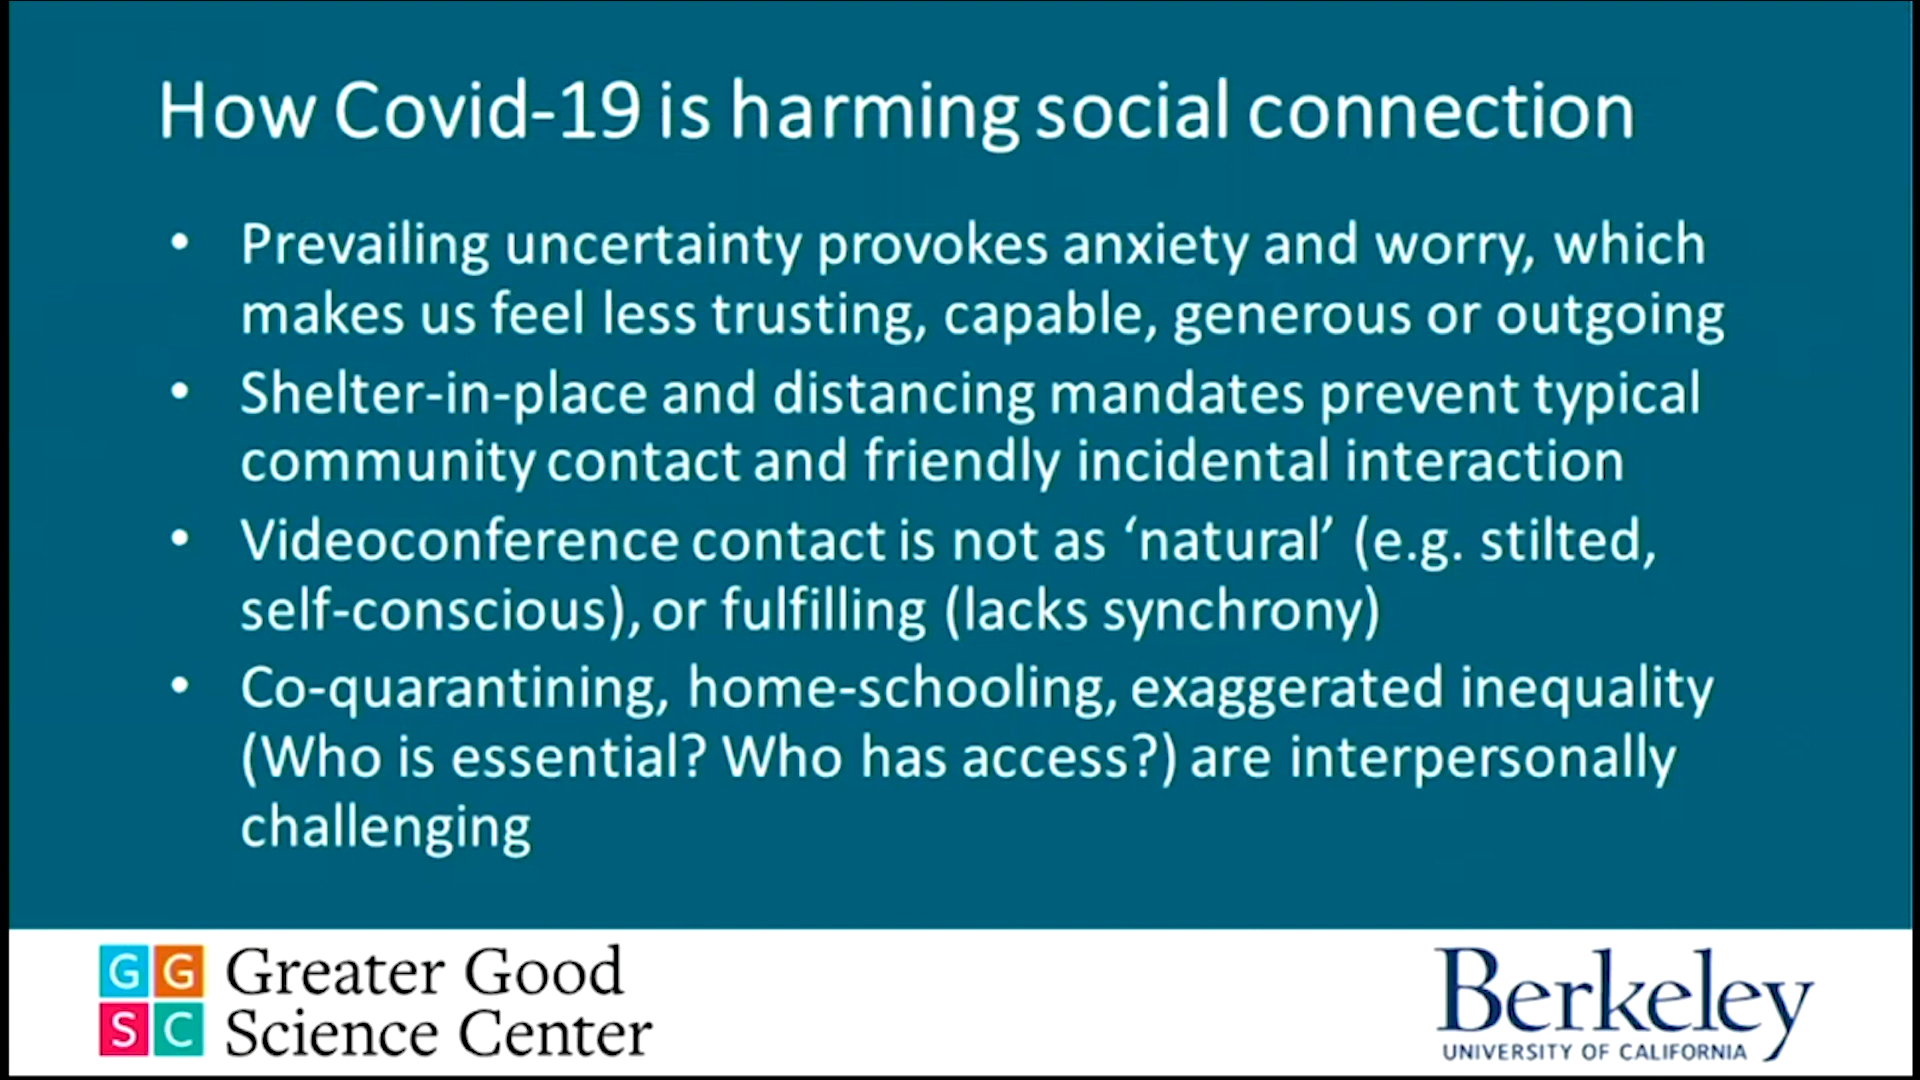 How Covid-19 is harming social connection
• Prevailing uncertainty provokes anxiety and worry, which
makes us feel less trusting, capable, generous or outgoing
• Shelter-in-place and distancing mandates prevent typical
community contact and friendly incidental interaction
• Videoconference contact is not as ‘natural’ (e.g. stilted,
self-conscious), or fulfilling (lacks synchrony)
• Co-quarantining, home-schooling, exaggerated inequality
(Who is essential? Who has access?) are interpersonally
challenging
G G
S C
Greater Good
Science Center
Berkeley
UNIVERSITY OF CALIFORNIA